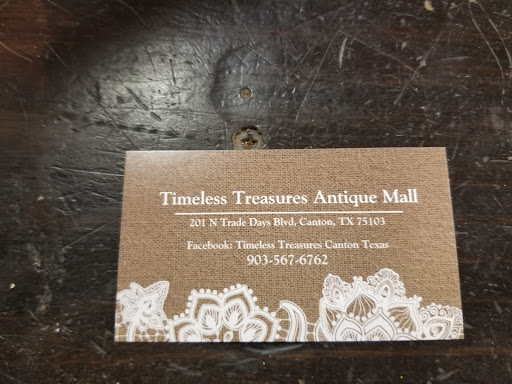 Timeless Treasures Antique Mall
201 N Trade Days Blvd, Canton, TX 75103
Facebook: Timeless Treasures Canton Texas
903-567-6762